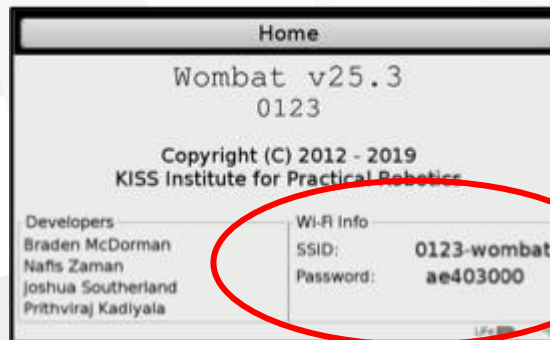 Home
Wombat v25.3
0123
Copyright (C) 2012 - 2019
KISS Institute for Practical Robotics
Developers
Braden McDorman
Nafis Zaman
Joshua Southerland
Prithviraj Kadiyala
Wi-Fi Info
SSID: 0123-wombat
Password: ae403000
LiFe